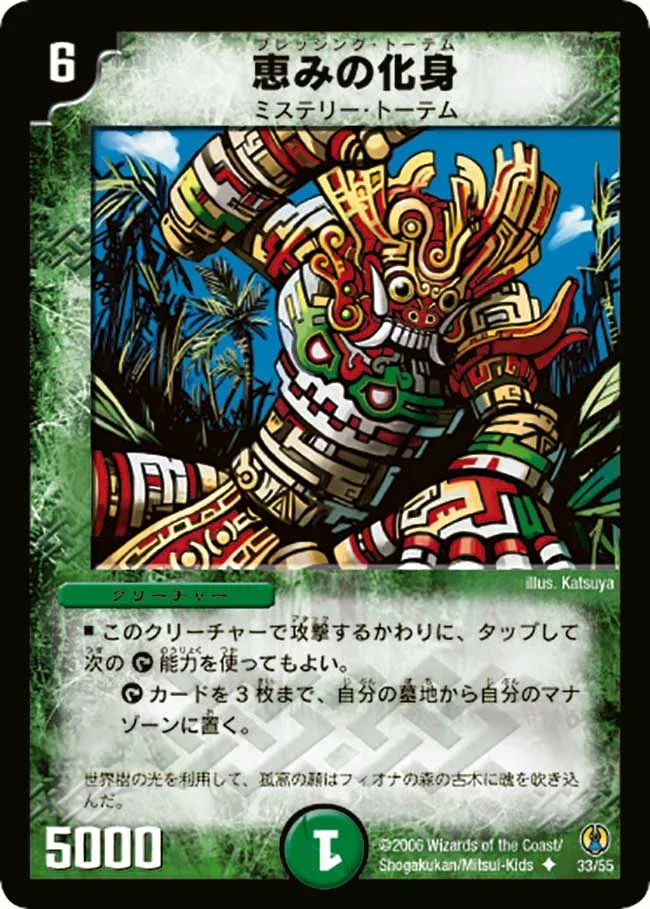 6
ブレッシング・トーテム
恵みの化身
ミステリー・トーテム
illus. Katsuya
クリーチャー
■ このクリーチャーで攻撃するかわりに、タップして
次の 能力を使ってもよい。
カードを3枚まで、自分の墓地から自分のマナ
ゾーンに置く。
世界樹の光を利用して、孤高の願はフィオナの森の古木に魂を吹き込
んだ。
5000
1
©2006 Wizards of the Coast/
Shogakukan/Mitsui-Kids ◆ 33/55